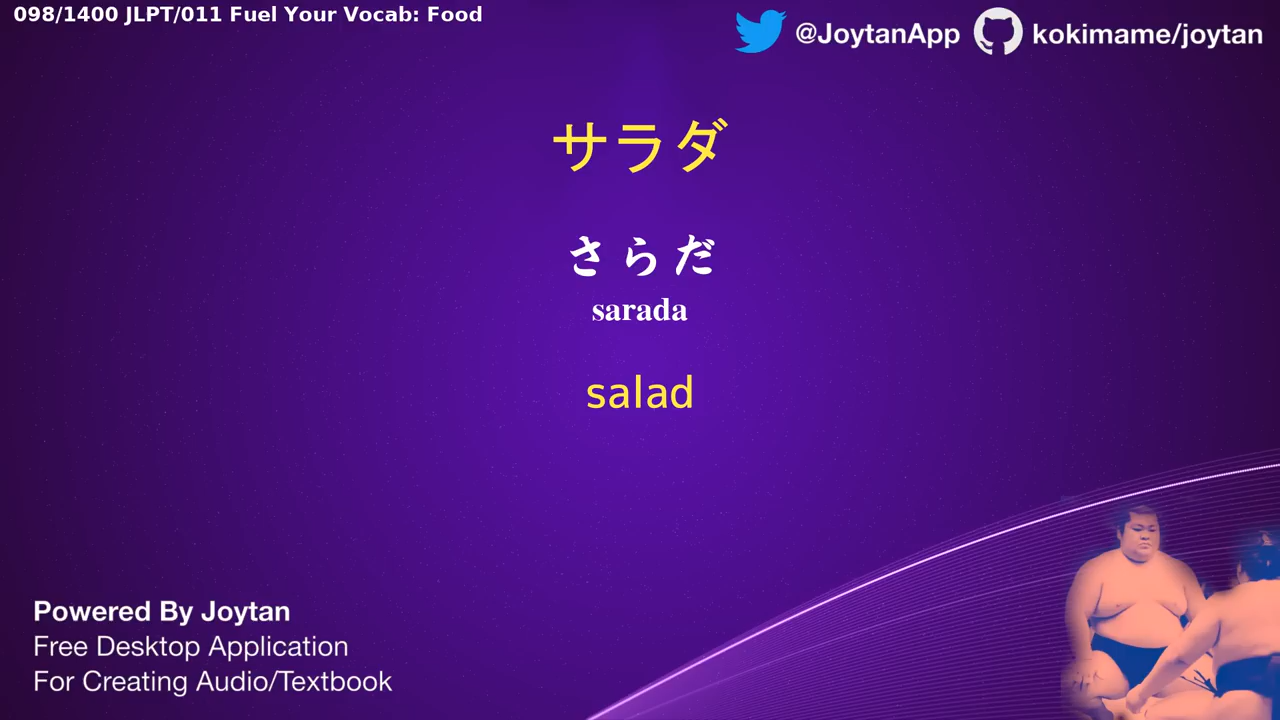 098/1400 JLPT/011 Fuel Your Vocab: Food
@JoytanApp kokimame/joytan
サラダ
さらだ
sarada
salad
Powered By Joytan
Free Desktop Application
For Creating Audio/Textbook